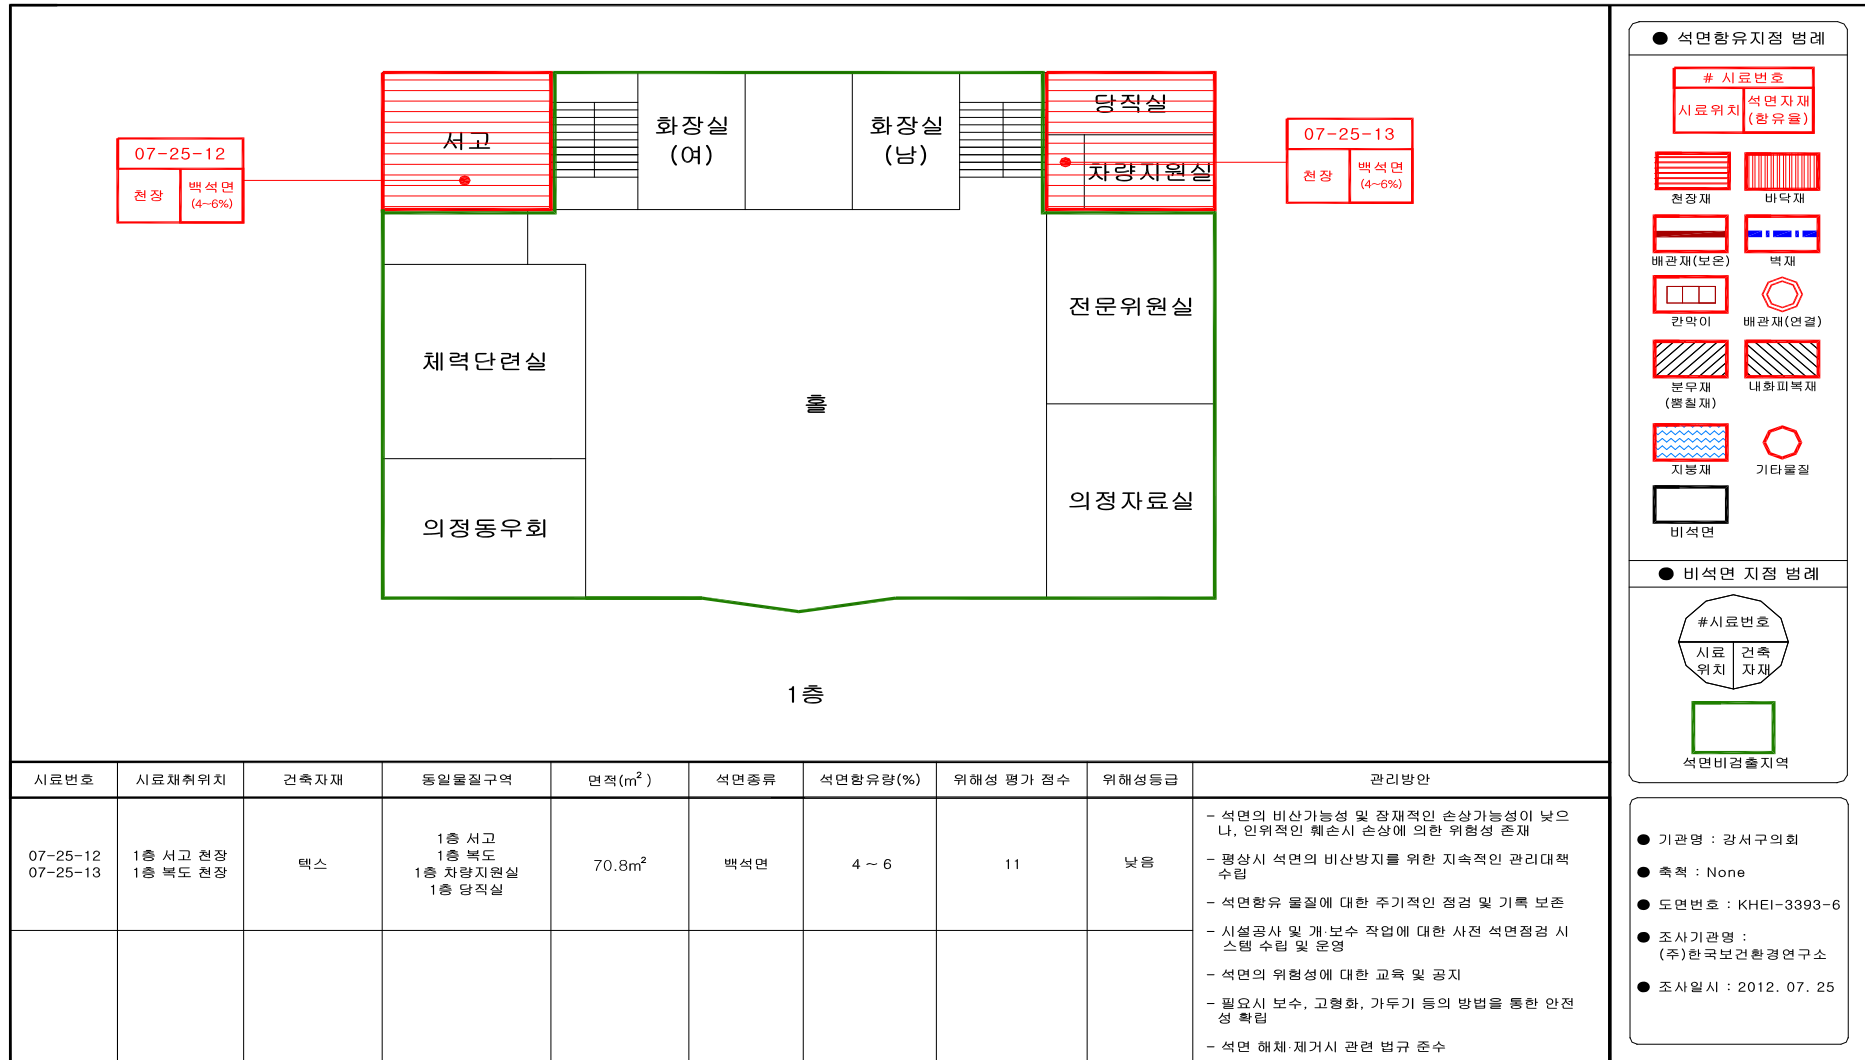 서고
화장실
(여)
화장실
(남)
당직실
차량지원실
07-25-12
천장
백석면
(4~6%)
07-25-13
천장
백석면
(4~6%)
전문위원실
체력단련실
홀
의정자료실
의정동우회
1층
● 석면함유지점 범례
# 시료번호
시료위치
석면자재
(함유율)
천장재
바닥재
배관재(보온)
벽재
칸막이
배관재(연결)
분무재
(뿜칠재)
내화피복재
지붕재
기타물질
비석면
● 비석면 지점 범례
#시료번호
시료
위치
건축
자재
석면비검출지역
시료번호
시료채취위치
건축자재
동일물질구역
면적(m²)
석면종류
석면함유량(%)
위해성 평가 점수
위해성등급
관리방안
07-25-12
07-25-13
1층 서고 천장
1층 복도 천장
텍스
1층 서고
1층 복도
1층 차량지원실
1층 당직실
70.8m²
백석면
4 ~ 6
11
낮음
- 석면의 비산가능성 및 잠재적인 손상가능성이 낮으
나, 인위적인 훼손시 손상에 의한 위험성 존재
- 평상시 석면의 비산방지를 위한 지속적인 관리대책
수립
- 석면함유 물질에 대한 주기적인 점검 및 기록 보존
- 시설공사 및 개·보수 작업에 대한 사전 석면점검 시
스템 수립 및 운영
- 석면의 위험성에 대한 교육 및 공지
- 필요시 보수, 고형화, 가두기 등의 방법을 통한 안전
성 확립
- 석면 해체·제거시 관련 법규 준수
● 기관명 : 강서구의회
● 축척 : None
● 도면번호 : KHEI-3393-6
● 조사기관명 :
(주)한국보건환경연구소
● 조사일시 : 2012. 07. 25